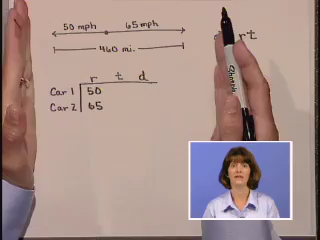 50 mph 65 mph
460 mi.
r t d
Car 1 50
Car 2 65
rt
Sharpie